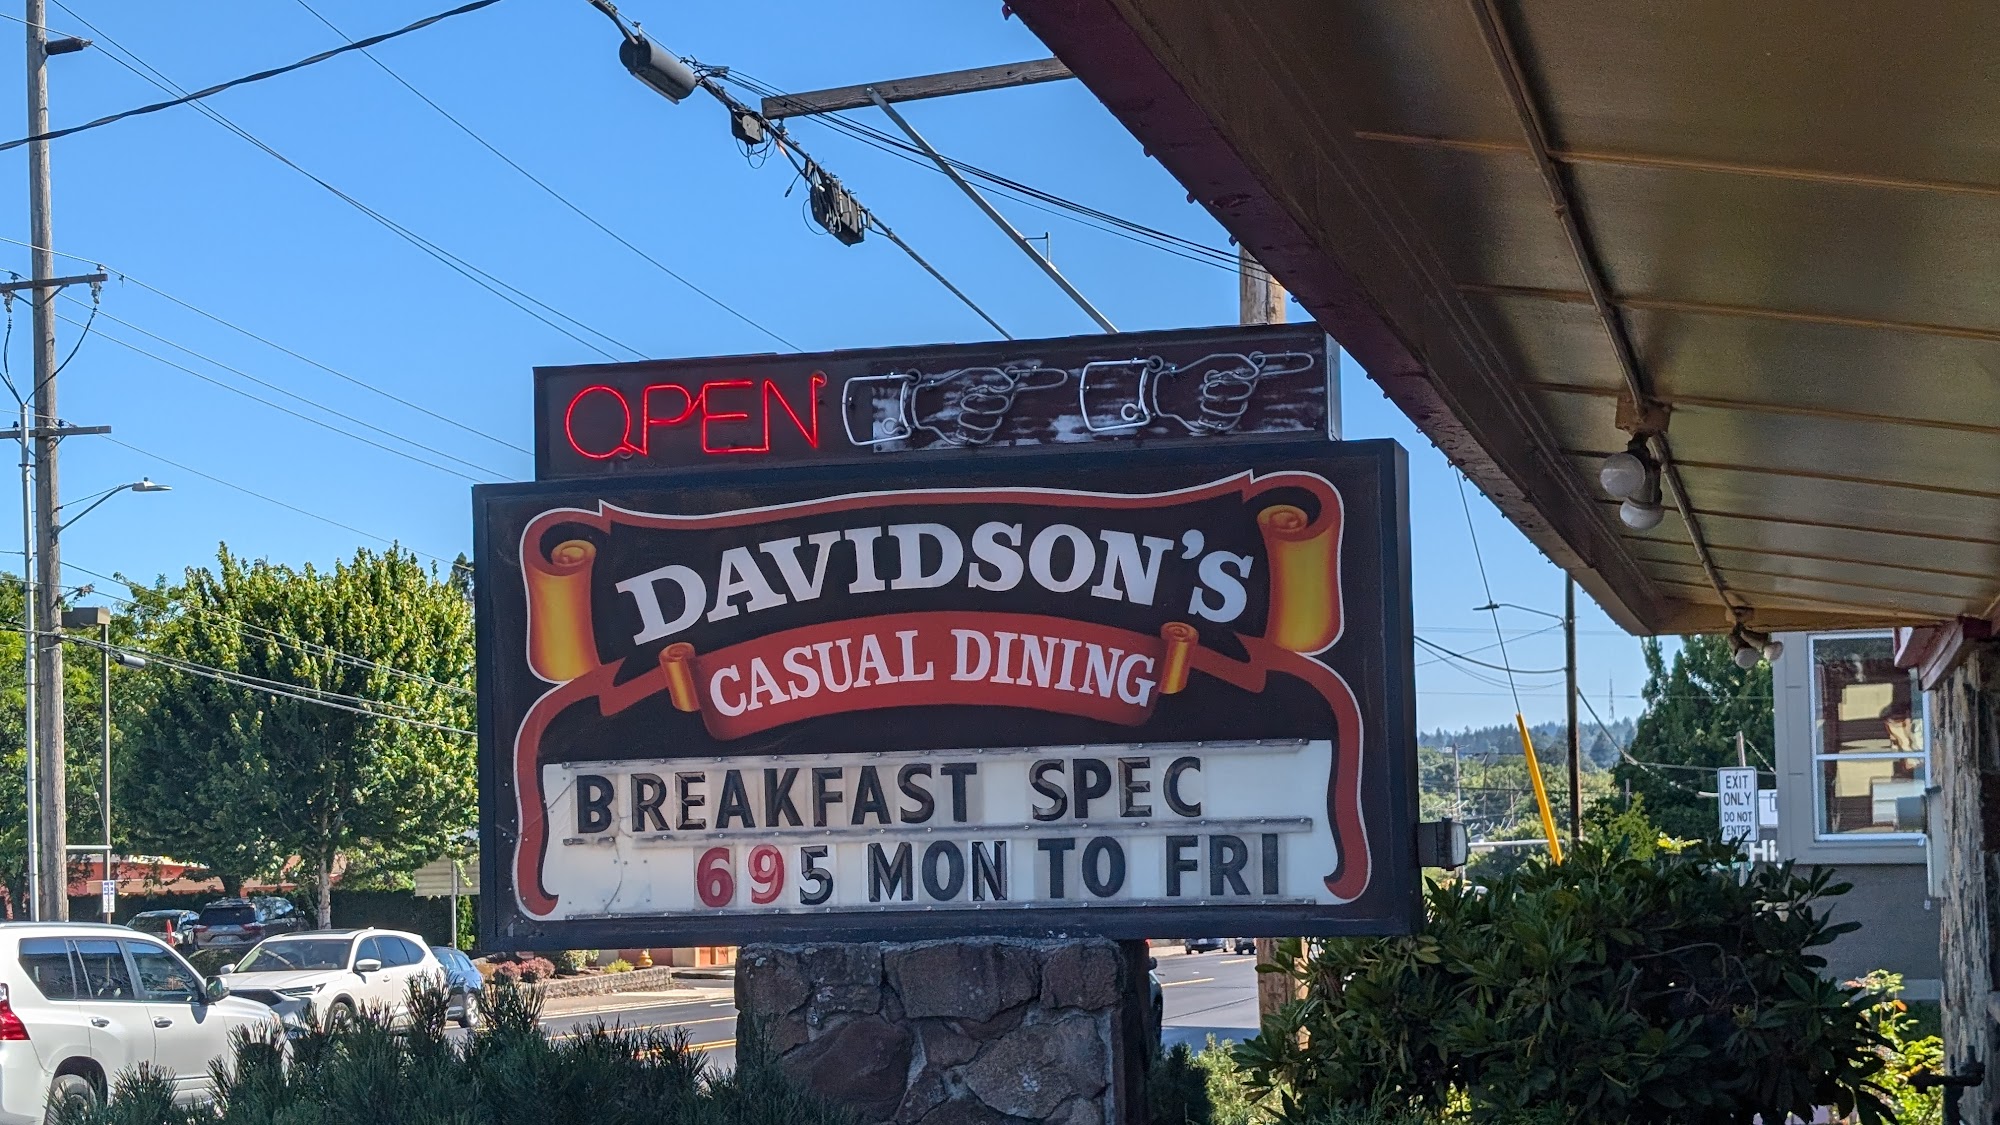 OPEN
DAVIDSON'S
CASUAL DINING
BREAKFAST SPEC
695 MON TO FRI
EXIT
ONLY
DO NOT
ENTER